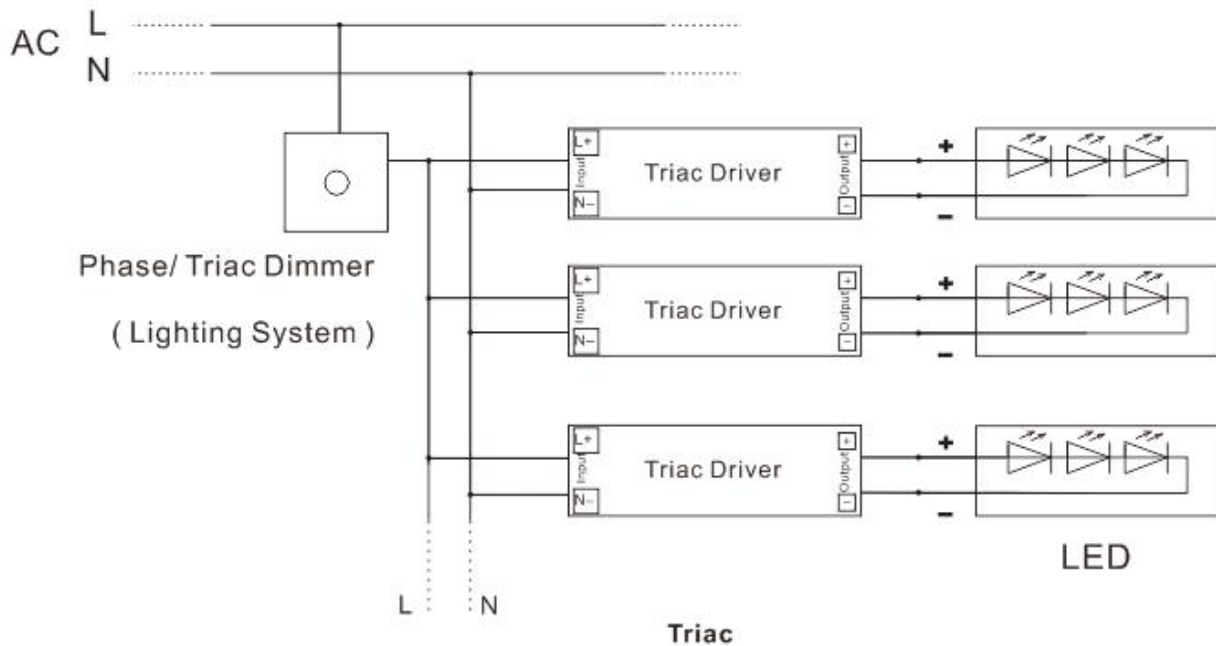 AC
L
N
L+
N−
Input
Triac Driver
Output
+
−
+
−
Phase/ Triac Dimmer
( Lighting System )
L+
N−
Input
Triac Driver
Output
+
−
+
−
L+
N−
Input
Triac Driver
Output
+
−
+
−
LED
L
N
Triac